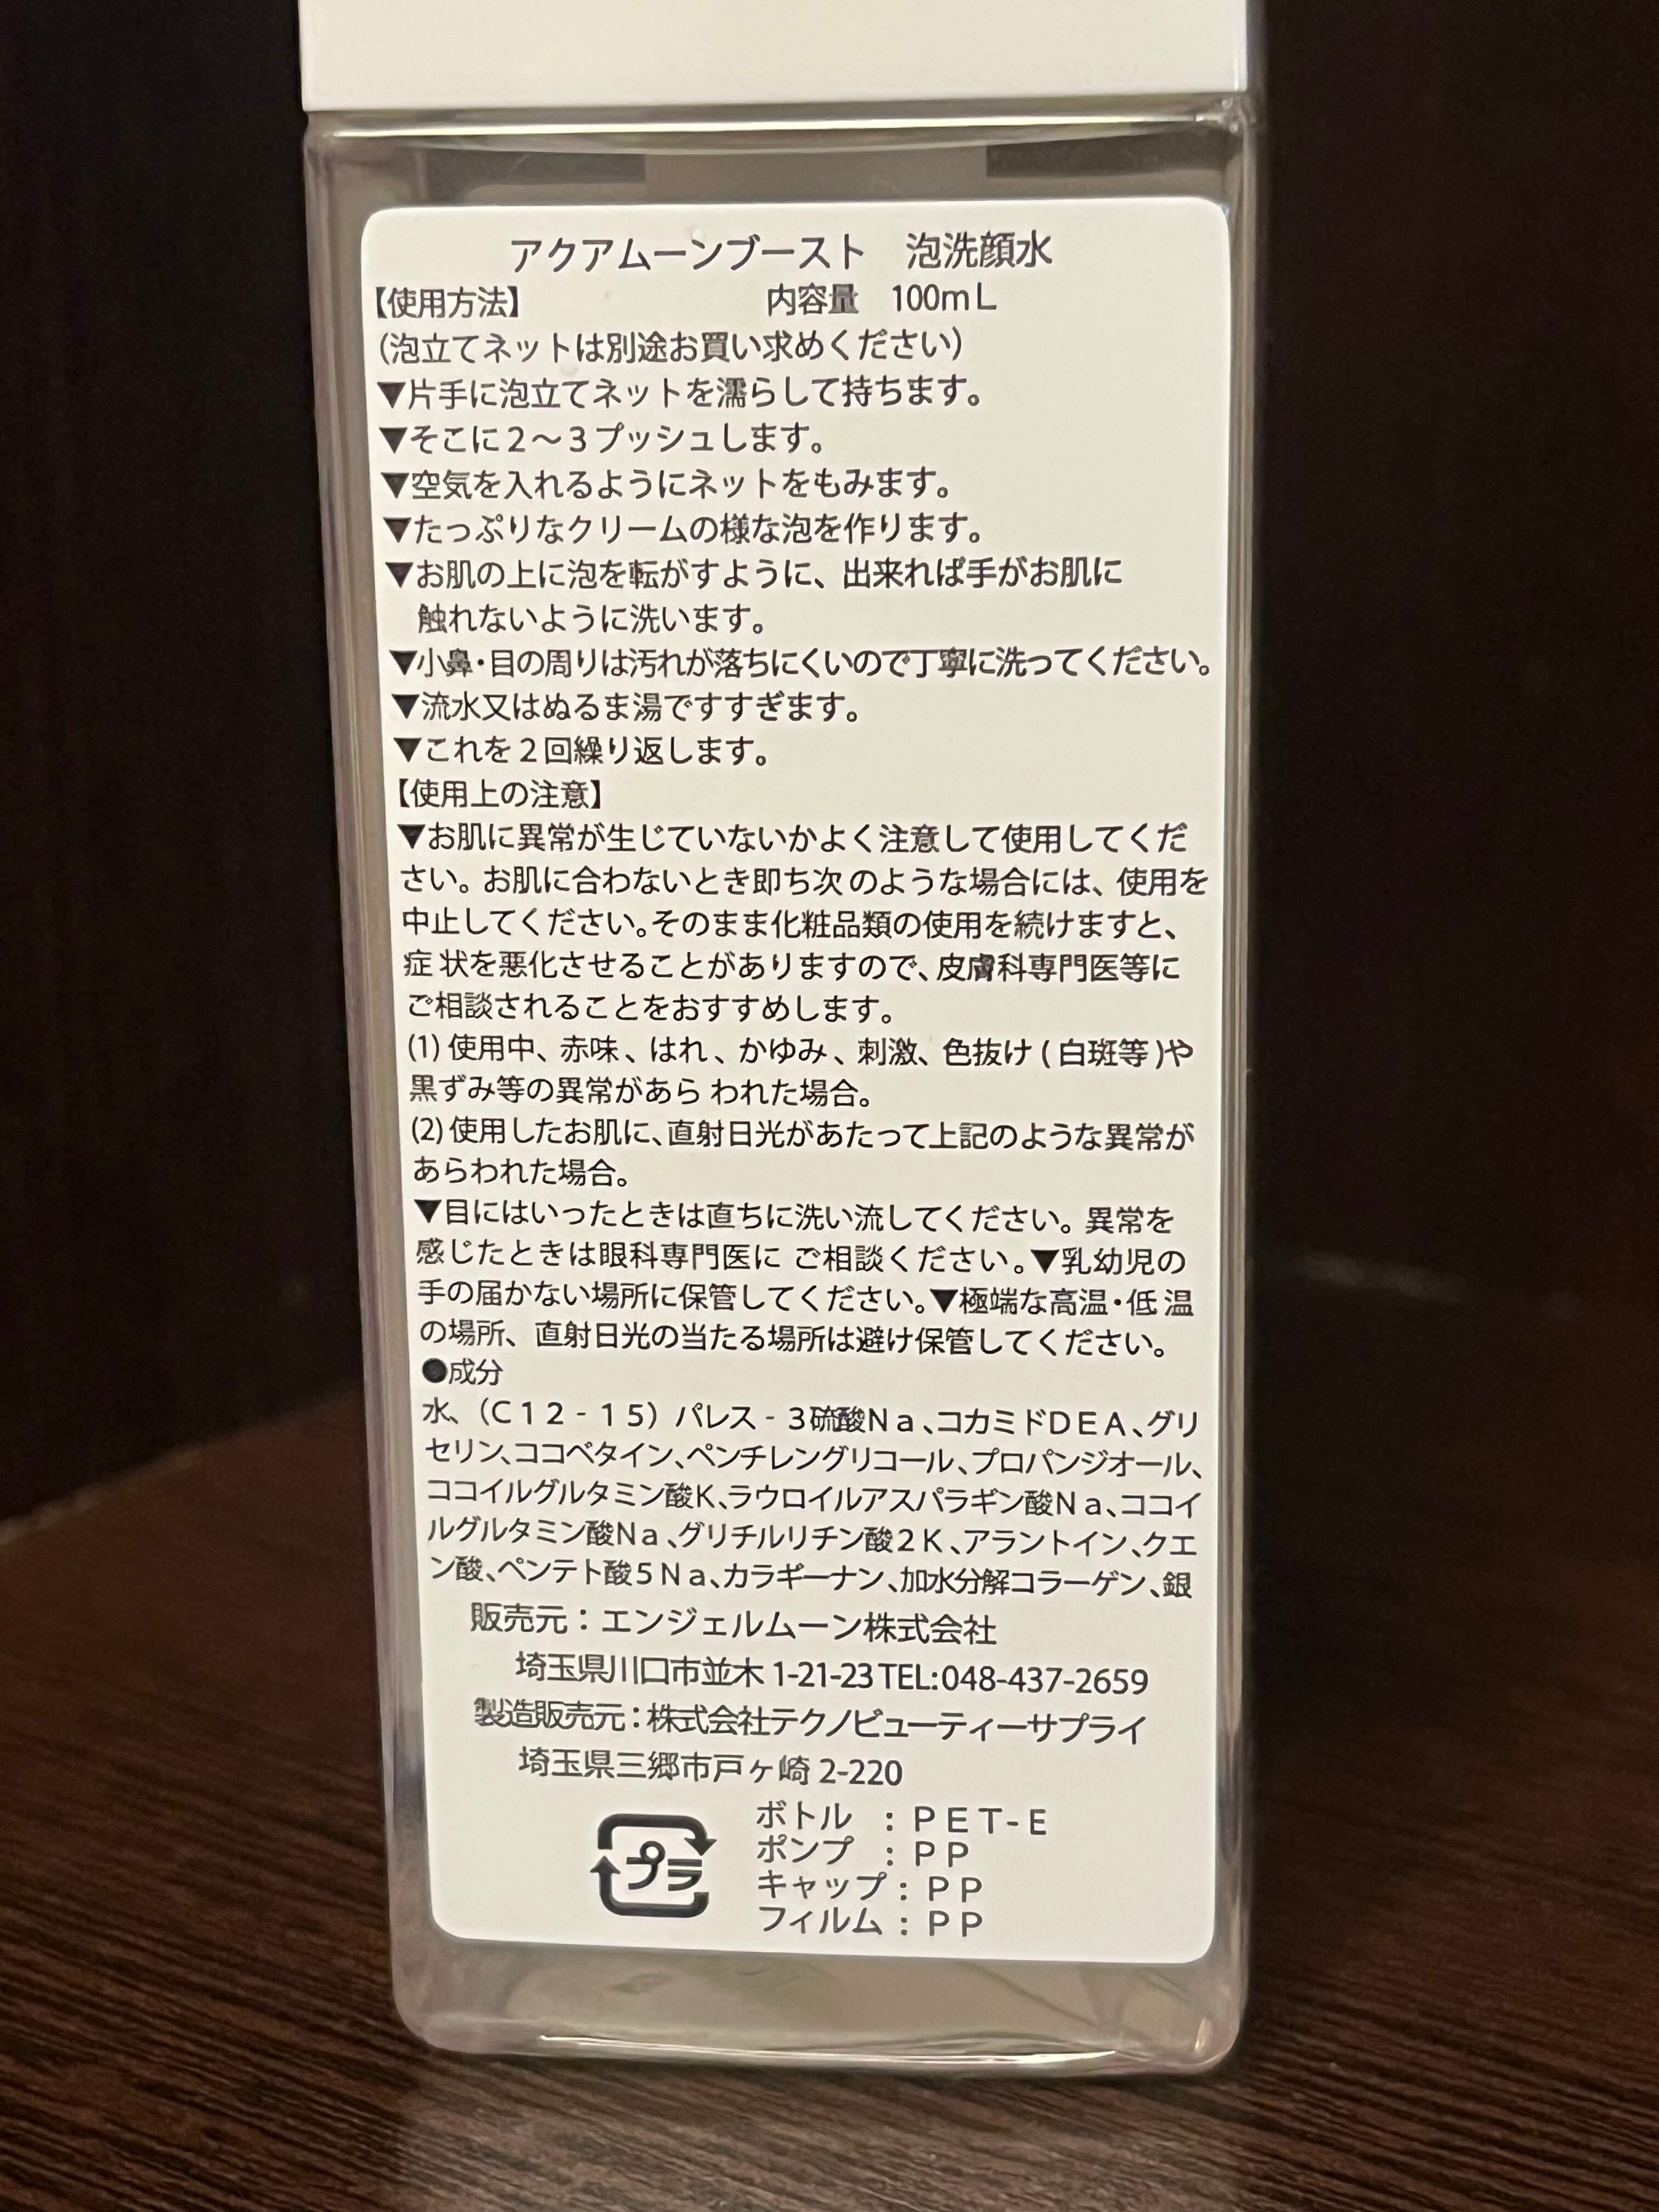 アクアムーンブースト　泡洗顔水
【使用方法】　内容量　100mL
(泡立てネットは別途お買い求めください)
▼片手に泡立てネットを濡らして持ちます。
▼そこに２〜３プッシュします。
▼空気を入れるようにネットをもみます。
▼たっぷりなクリームの様な泡を作ります。
▼お肌の上に泡を転がすように、出来れば手がお肌に
触れないように洗います。
▼小鼻・目の周りは汚れが落ちにくいので丁寧に洗ってください。
▼流水又はぬるま湯ですすぎます。
▼これを２回繰り返します。
【使用上の注意】
▼お肌に異常が生じていないかよく注意して使用してくだ
さい。お肌に合わないとき即ち次のような場合には、使用を
中止してください。そのまま化粧品類の使用を続けますと、
症 状を悪化させることがありますので、皮膚科専門医等に
ご相談されることをおすすめします。
(1) 使用中、赤味、はれ、かゆみ、刺激、色抜け ( 白斑等 )や
黒ずみ等の異常があら われた場合。
(2) 使用したお肌に、直射日光があたって上記のような異常が
あらわれた場合。
▼目にはいったときは直ちに洗い流してください。異常を
感じたときは眼科専門医に ご相談ください。▼乳幼児の
手の届かない場所に保管してください。▼極端な高温・低 温
の場所、直射日光の当たる場所は避け保管してください。
●成分
水、（Ｃ１２‐１５）パレス‐３硫酸Ｎａ、コカミドＤＥＡ、グリ
セリン、ココベタイン、ペンチレングリコール、プロパンジオール、
ココイルグルタミン酸Ｋ、ラウロイルアスパラギン酸Ｎａ、ココイ
ルグルタミン酸Ｎａ、グリチルリチン酸２Ｋ、アラントイン、クエ
ン酸、ペンテト酸５Ｎａ、カラギーナン、加水分解コラーゲン、銀
販売元：エンジェルムーン株式会社
埼玉県川口市並木 1-21-23 TEL:048-437-2659
製造販売元：株式会社テクノビューティーサプライ
埼玉県三郷市戸ヶ崎 2-220
ボトル　：ＰＥＴ-Ｅ
ポンプ　：ＰＰ
キャップ：ＰＰ
フィルム：ＰＰ
プラ